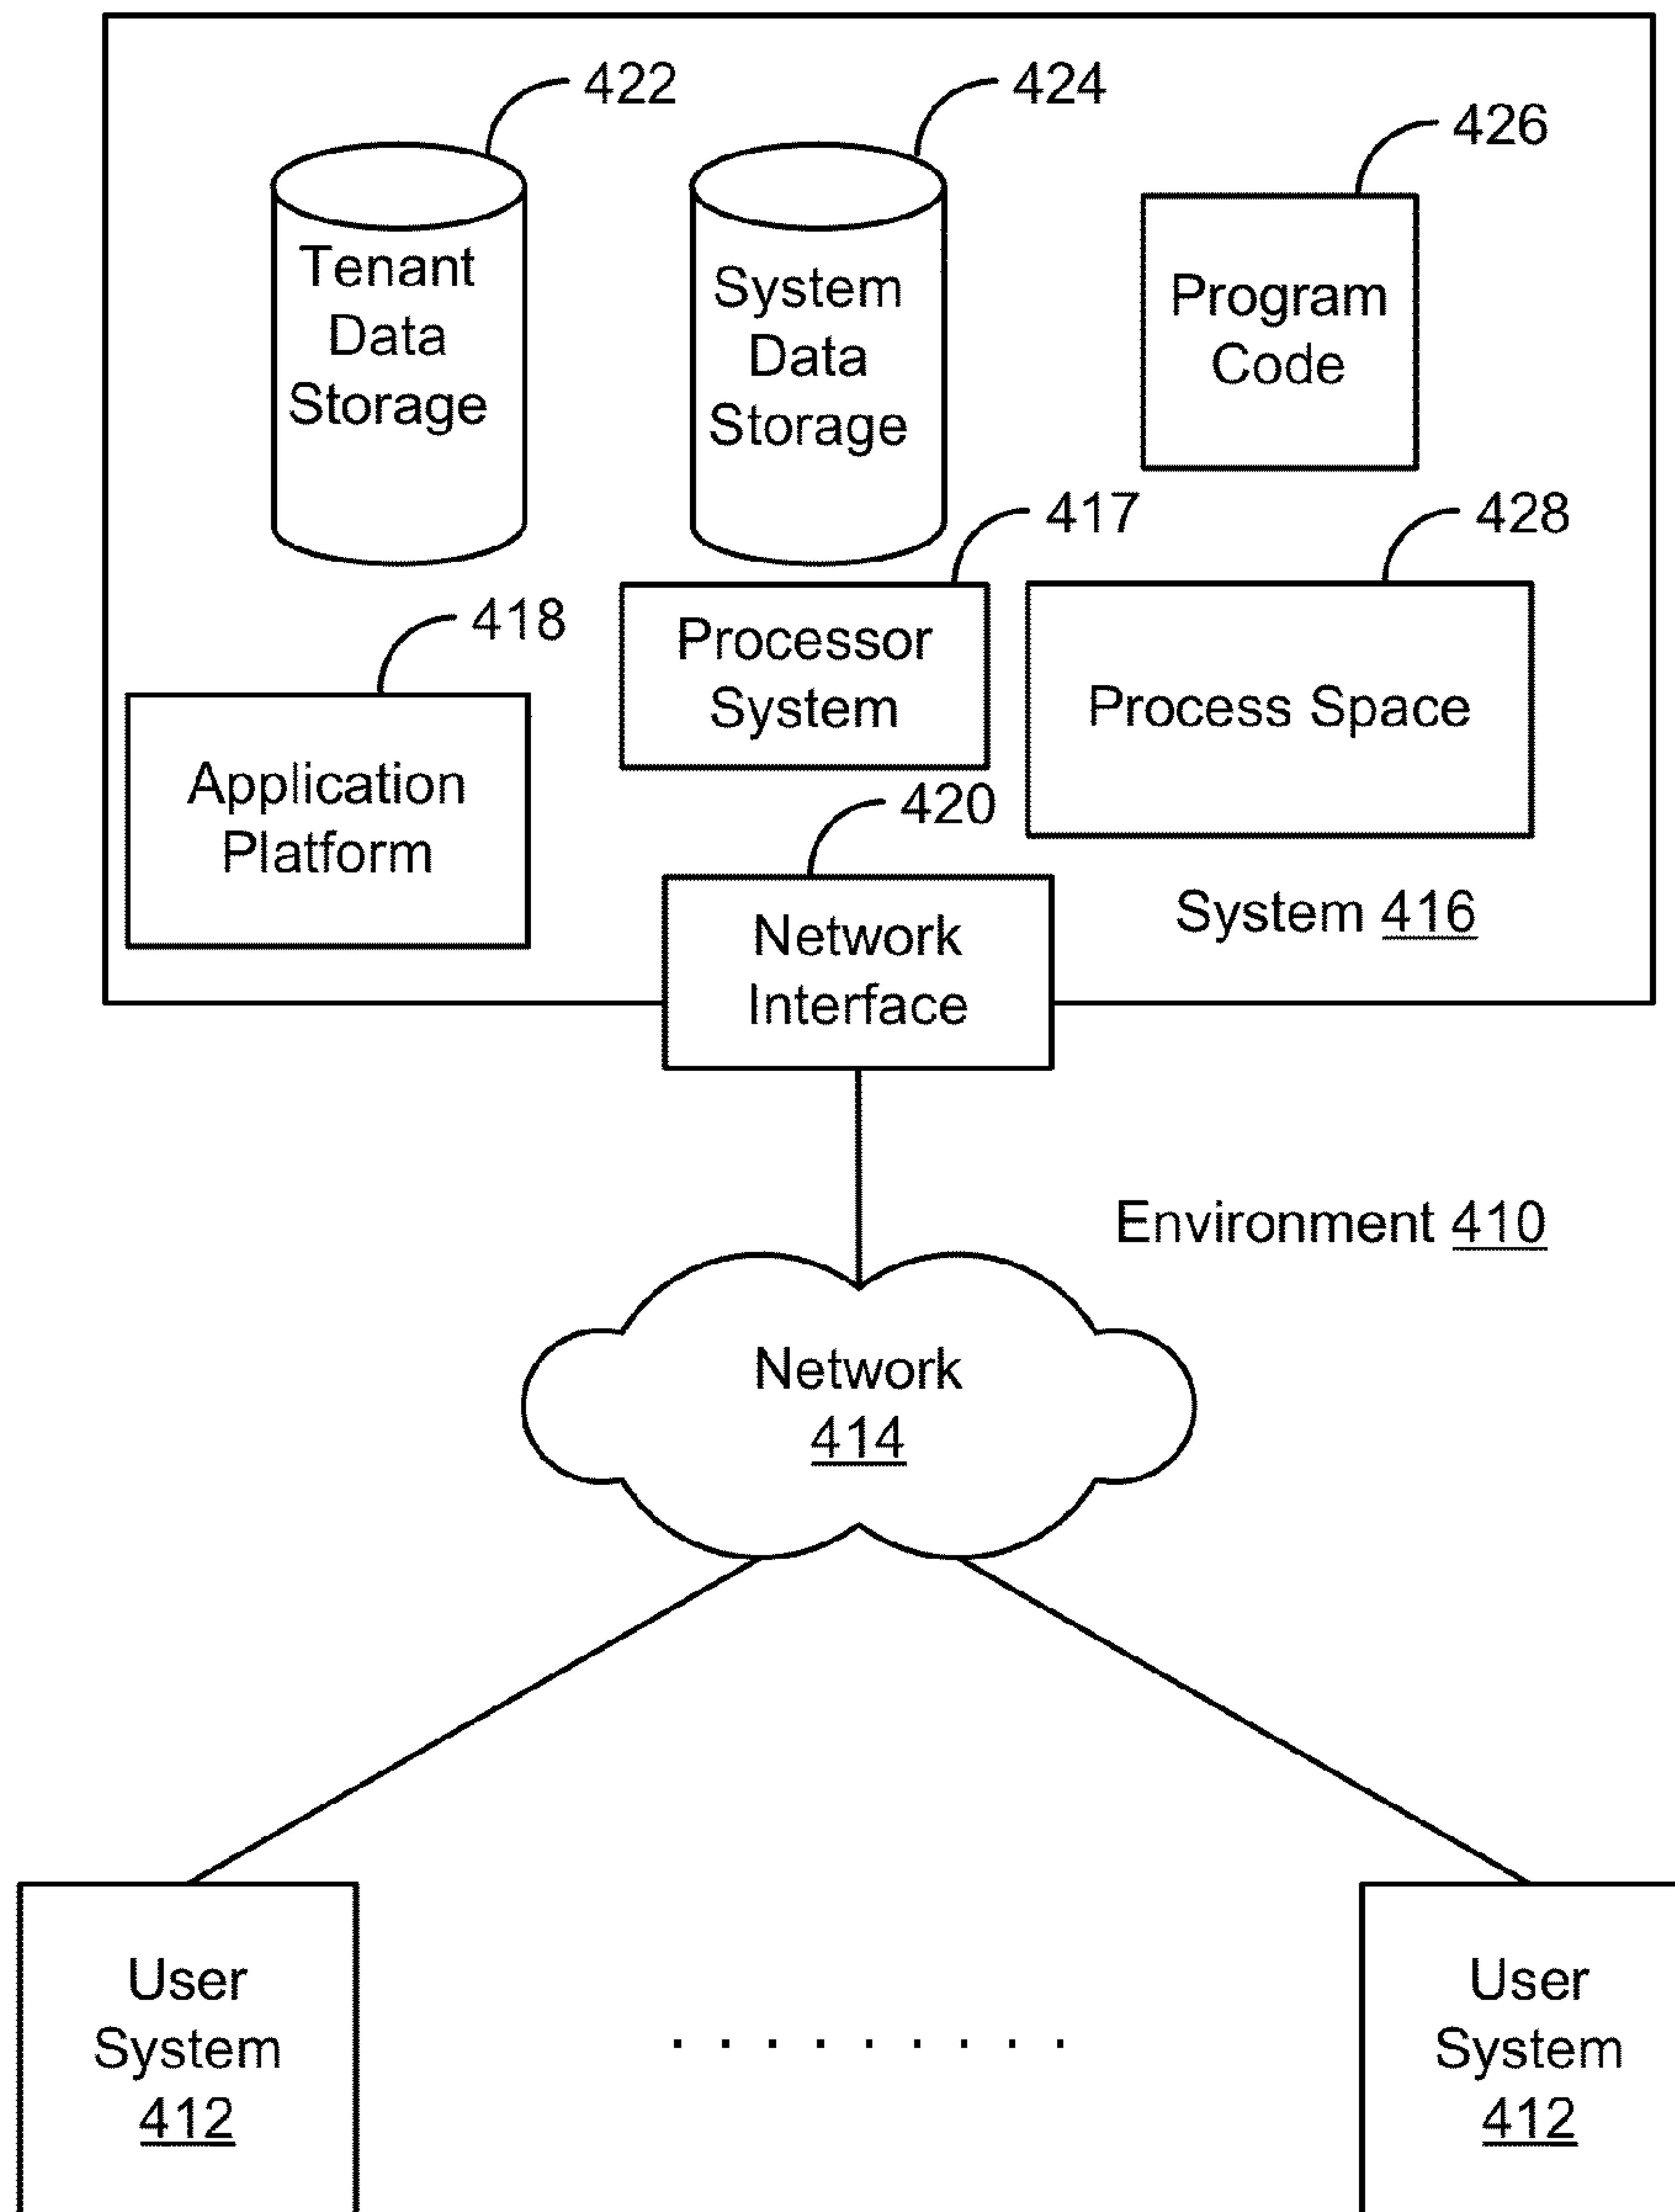 422
424
426
Tenant
Data
Storage
System
Data
Storage
Program
Code
417
428
418
Processor
System
Process Space
Application
Platform
420
Network
Interface
System 416
Environment 410
Network
414
User
System
412
. . . . . . . . .
User
System
412